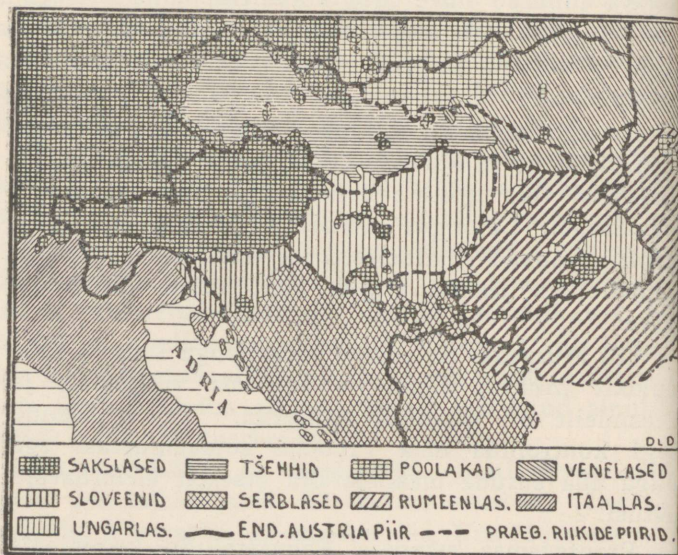 ADRIA
DLD
SAKSLASED TŠEHHID POOLAKAD VENELASED
SLOVEENID SERBLASED RUMEENLAS. ITAALLAS.
UNGARLAS. END. AUSTRIA PIIR PRAEG. RIIKIDE PIIRID.